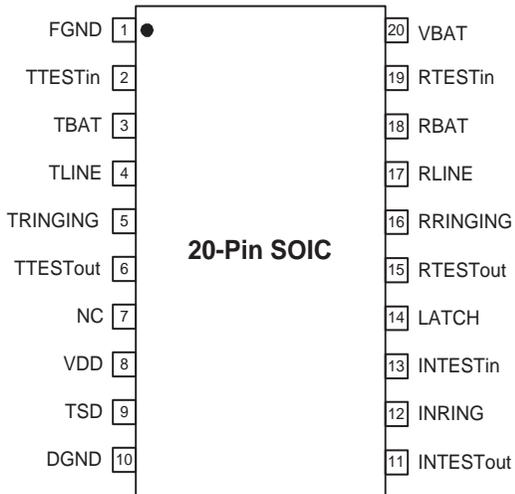 FGND 1 20 VBAT
TTESTin 2 19 RTESTin
TBAT 3 18 RBAT
TLINE 4 17 RLINE
TRINGING 5 16 RRINGING
20-Pin SOIC
TTESTout 6 15 RTESTout
NC 7 14 LATCH
VDD 8 13 INTESTin
TSD 9 12 INRING
DGND 10 11 INTESTout